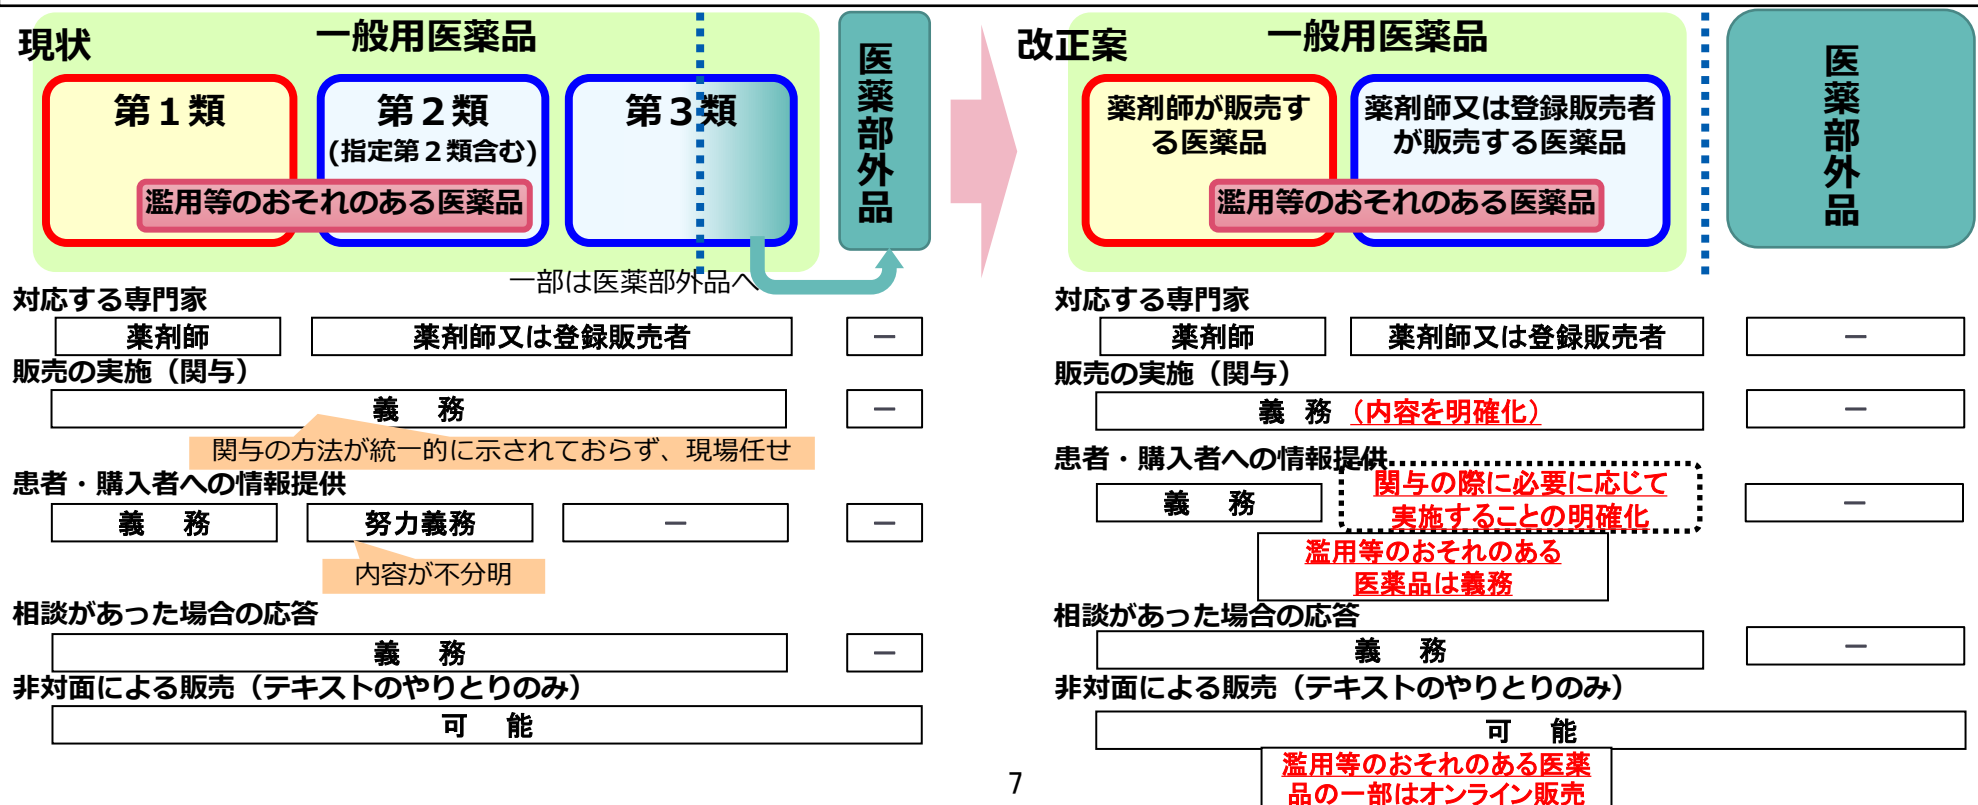 現状
一般用医薬品
第１類
第２類
(指定第２類含む)
第３類
濫用等のおそれのある医薬品
医薬部外品
一部は医薬部外品へ
対応する専門家
薬剤師
薬剤師又は登録販売者
―
販売の実施（関与）
義　務
―
関与の方法が統一的に示されておらず、現場任せ
患者・購入者への情報提供
義　務
努力義務
―
―
内容が不分明
相談があった場合の応答
義　務
―
非対面による販売（テキストのやりとりのみ）
可　能
改正案
一般用医薬品
薬剤師が販売す
る医薬品
薬剤師又は登録販売者
が販売する医薬品
濫用等のおそれのある医薬品
医薬部外品
対応する専門家
薬剤師
薬剤師又は登録販売者
―
販売の実施（関与）
義　務（内容を明確化）
―
患者・購入者への情報提供
義　務
関与の際に必要に応じて
実施することの明確化
―
濫用等のおそれのある
医薬品は義務
相談があった場合の応答
義　務
―
非対面による販売（テキストのやりとりのみ）
可　能
濫用等のおそれのある医薬
品の一部はオンライン販売
7